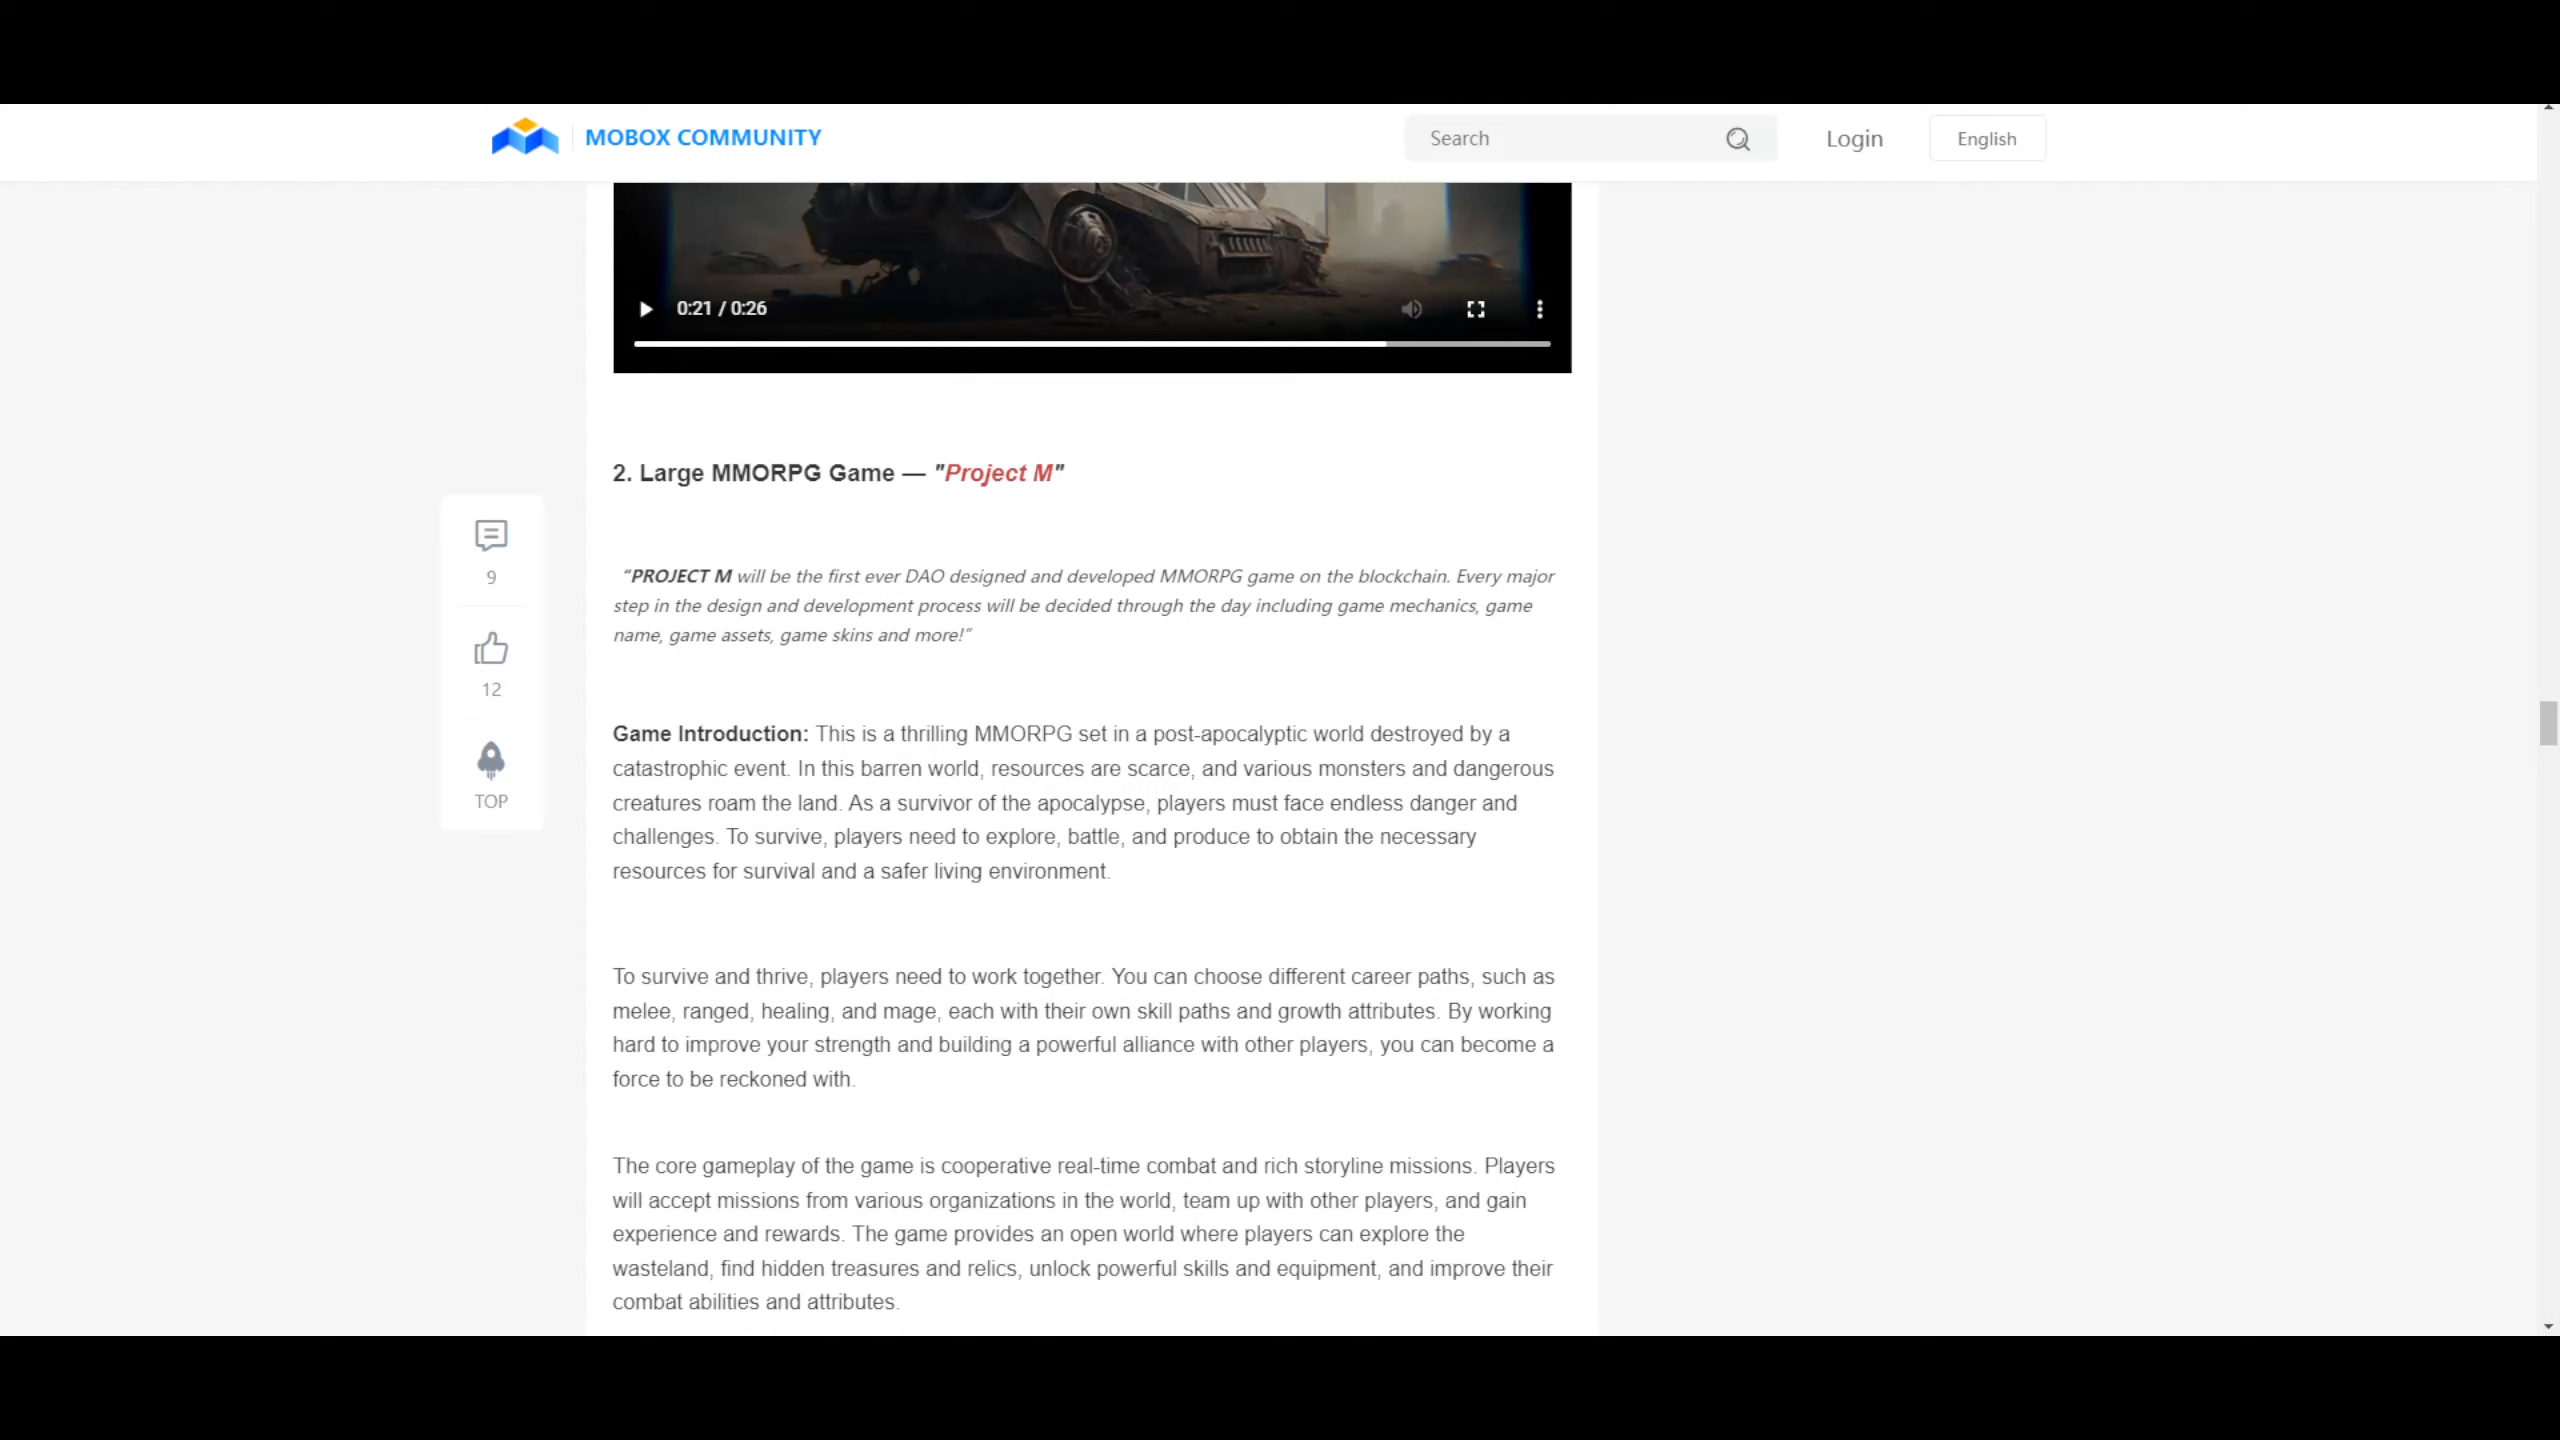 MOBOX COMMUNITY
Search
Login
English
0:21 / 0:26
2. Large MMORPG Game — "Project M"
“PROJECT M will be the first ever DAO designed and developed MMORPG game on the blockchain. Every major
step in the design and development process will be decided through the day including game mechanics, game
name, game assets, game skins and more!”
9
12
TOP
Game Introduction: This is a thrilling MMORPG set in a post-apocalyptic world destroyed by a
catastrophic event. In this barren world, resources are scarce, and various monsters and dangerous
creatures roam the land. As a survivor of the apocalypse, players must face endless danger and
challenges. To survive, players need to explore, battle, and produce to obtain the necessary
resources for survival and a safer living environment.
To survive and thrive, players need to work together. You can choose different career paths, such as
melee, ranged, healing, and mage, each with their own skill paths and growth attributes. By working
hard to improve your strength and building a powerful alliance with other players, you can become a
force to be reckoned with.
The core gameplay of the game is cooperative real-time combat and rich storyline missions. Players
will accept missions from various organizations in the world, team up with other players, and gain
experience and rewards. The game provides an open world where players can explore the
wasteland, find hidden treasures and relics, unlock powerful skills and equipment, and improve their
combat abilities and attributes.